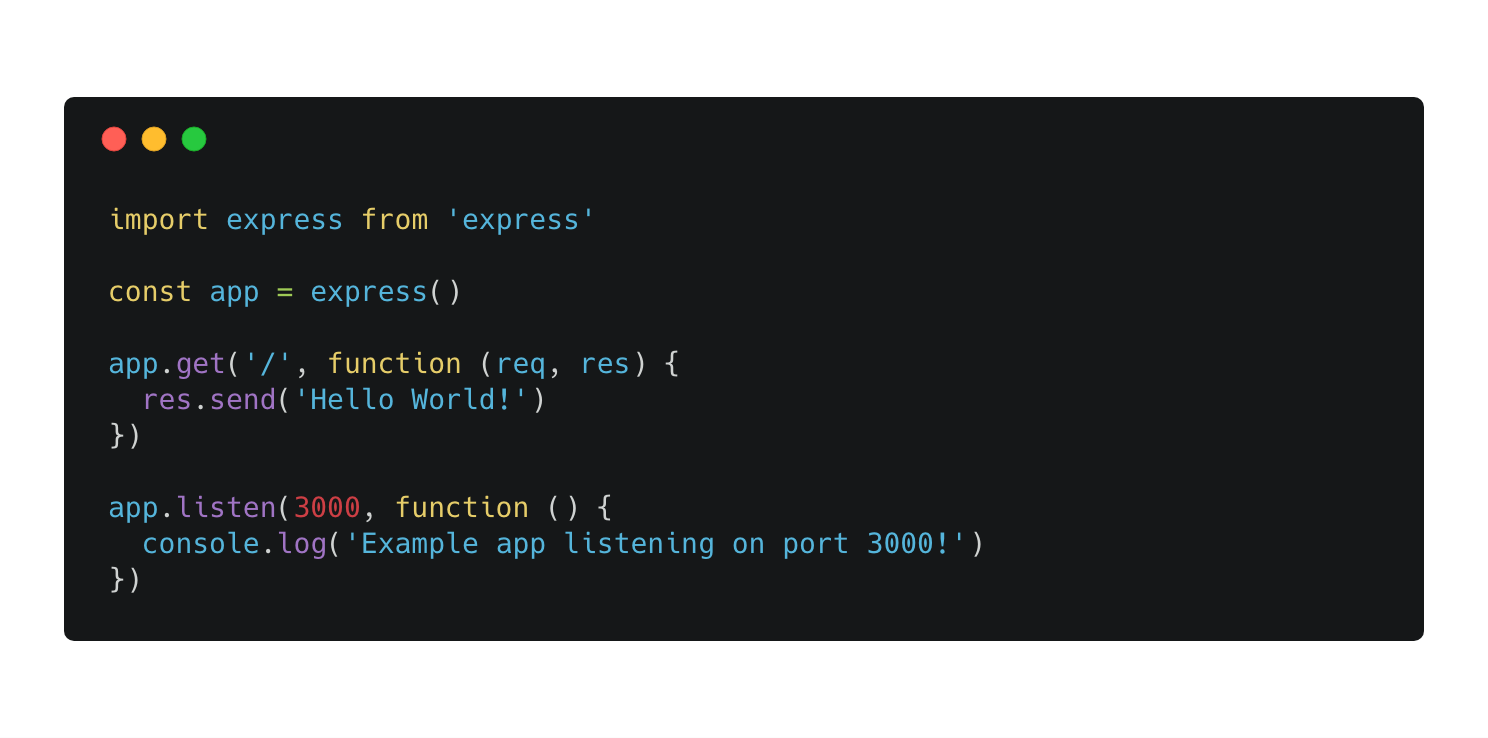 import express from 'express'
const app = express()
app.get('/', function (req, res) {
  res.send('Hello World!')
})
app.listen(3000, function () {
  console.log('Example app listening on port 3000!')
})